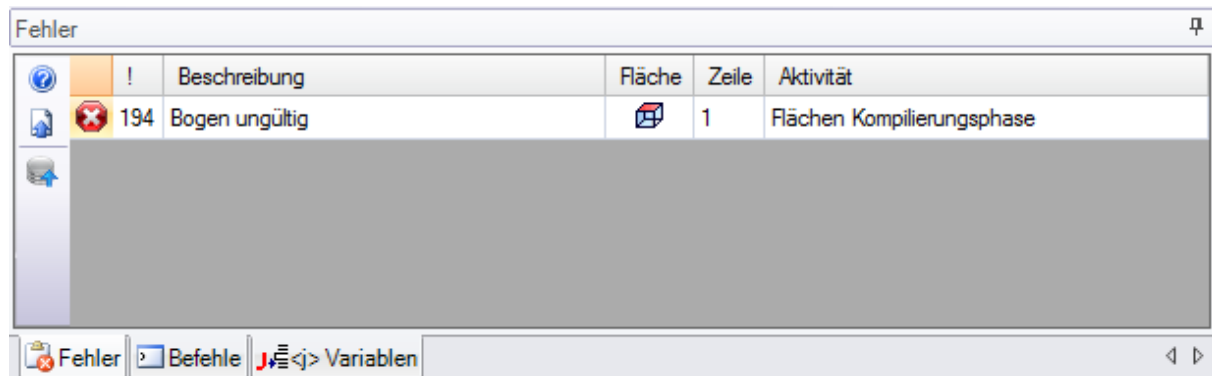 Fehler
! Beschreibung Fläche Zeile Aktivität
194 Bogen ungültig 1 Flächen Kompilierungsphase
Fehler Befehle <j> Variablen